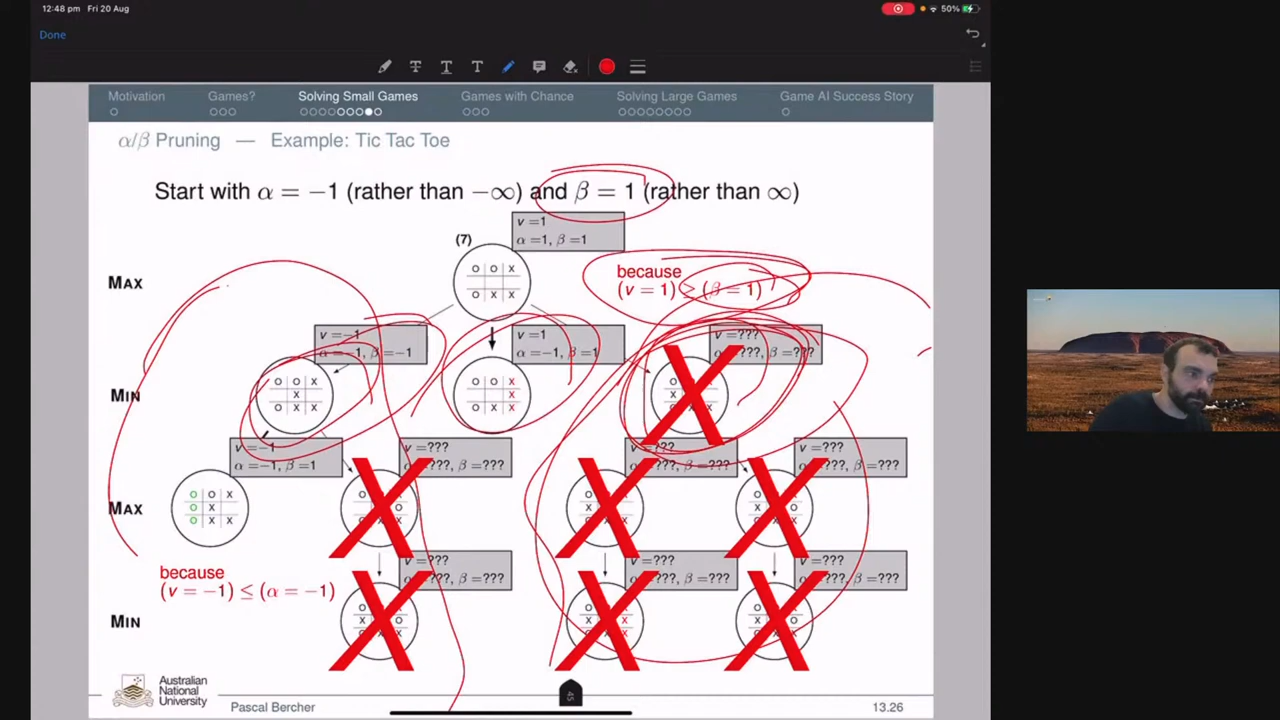 12:48 pm Fri 20 Aug 50%
Done
Motivation Games? Solving Small Games Games with Chance Solving Large Games Game AI Success Story
α/β Pruning — Example: Tic Tac Toe
Start with α = −1 (rather than −∞) and β = 1 (rather than ∞)
v =1
α =1, β =1
(7)
O O X
O X X
MAX
because
(v = 1) ≥ (β = 1)
v =−1
α =−1, β =−1
v =1
α =−1, β =1
v =???
α =???, β =???
MIN
O O X
X
O X X
O O X
X
O X X
v =−1
α =−1, β =1
v =???
α =???, β =???
v =???
α =???, β =???
v =???
α =???, β =???
MAX
O O X
O X
O X X
because
(v = −1) ≤ (α = −1)
v =???
α =???, β =???
v =???
α =???, β =???
v =???
α =???, β =???
MIN
Australian
National
University
Pascal Bercher
45
13.26